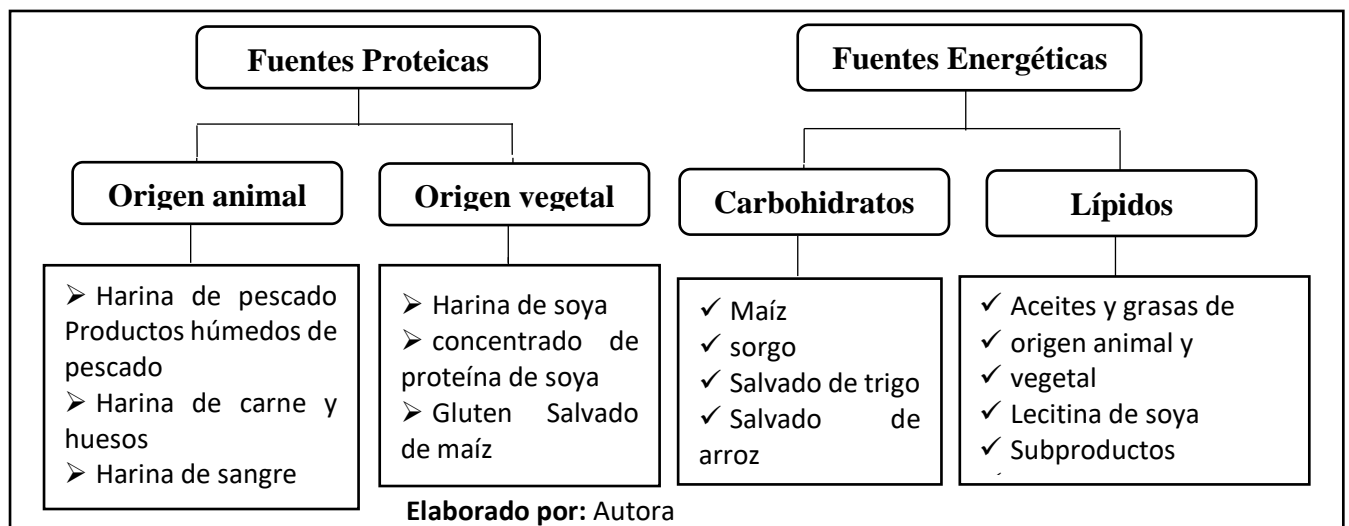 Fuentes Proteicas
Fuentes Energéticas
Origen animal
Origen vegetal
Carbohidratos
Lípidos
➢ Harina de pescado
Productos húmedos de
pescado
➢ Harina de carne y
huesos
➢ Harina de sangre
➢ Harina de soya
➢ concentrado de
proteína de soya
➢ Gluten Salvado
de maíz
✓ Maíz
✓ sorgo
✓ Salvado de trigo
✓ Salvado de
arroz
✓ Aceites y grasas de
✓ origen animal y
✓ vegetal
✓ Lecitina de soya
✓ Subproductos
Elaborado por: Autora